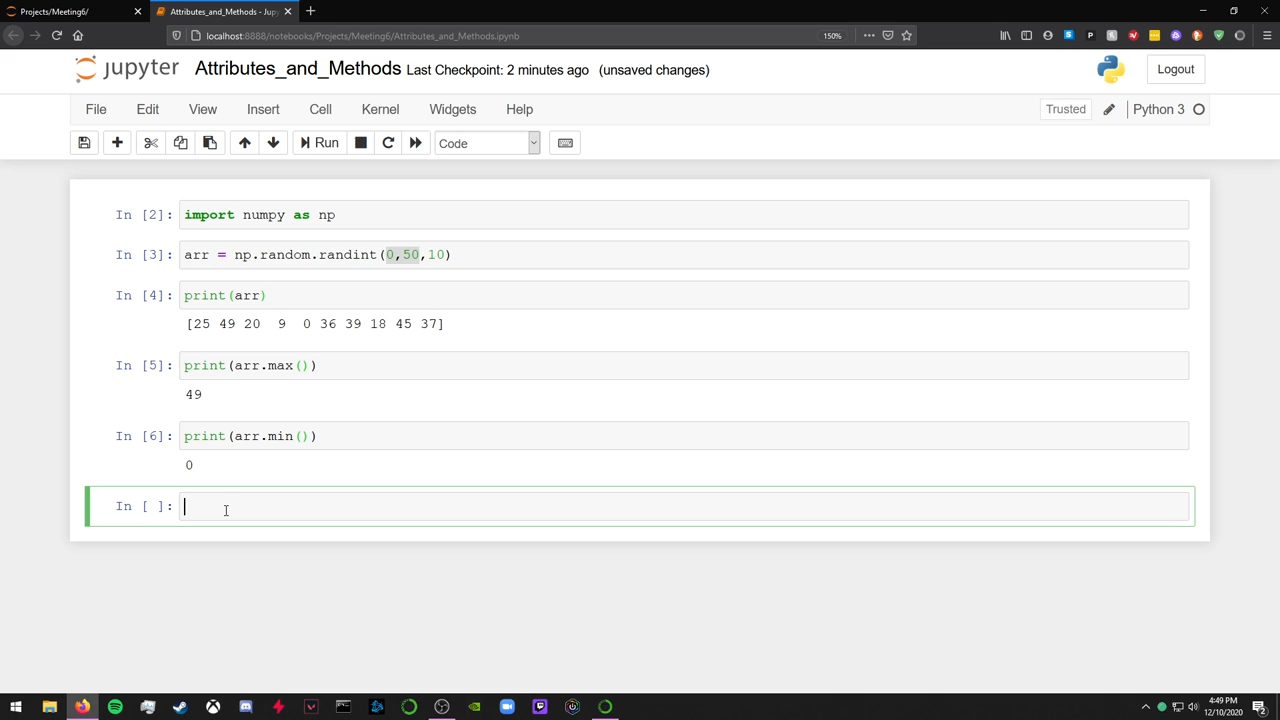 Projects/Meeting6/
Attributes_and_Methods - Jup
localhost:8888/notebooks/Projects/Meeting6/Attributes_and_Methods.ipynb
150%
jupyter Attributes_and_Methods Last Checkpoint: 2 minutes ago (unsaved changes)
Logout
File Edit View Insert Cell Kernel Widgets Help
Trusted
Python 3
Run
Code
In [2]: import numpy as np
In [3]: arr = np.random.randint(0,50,10)
In [4]: print(arr)
[25 49 20  9  0 36 39 18 45 37]
In [5]: print(arr.max())
49
In [6]: print(arr.min())
0
In [ ]:
4:49 PM
12/10/2020